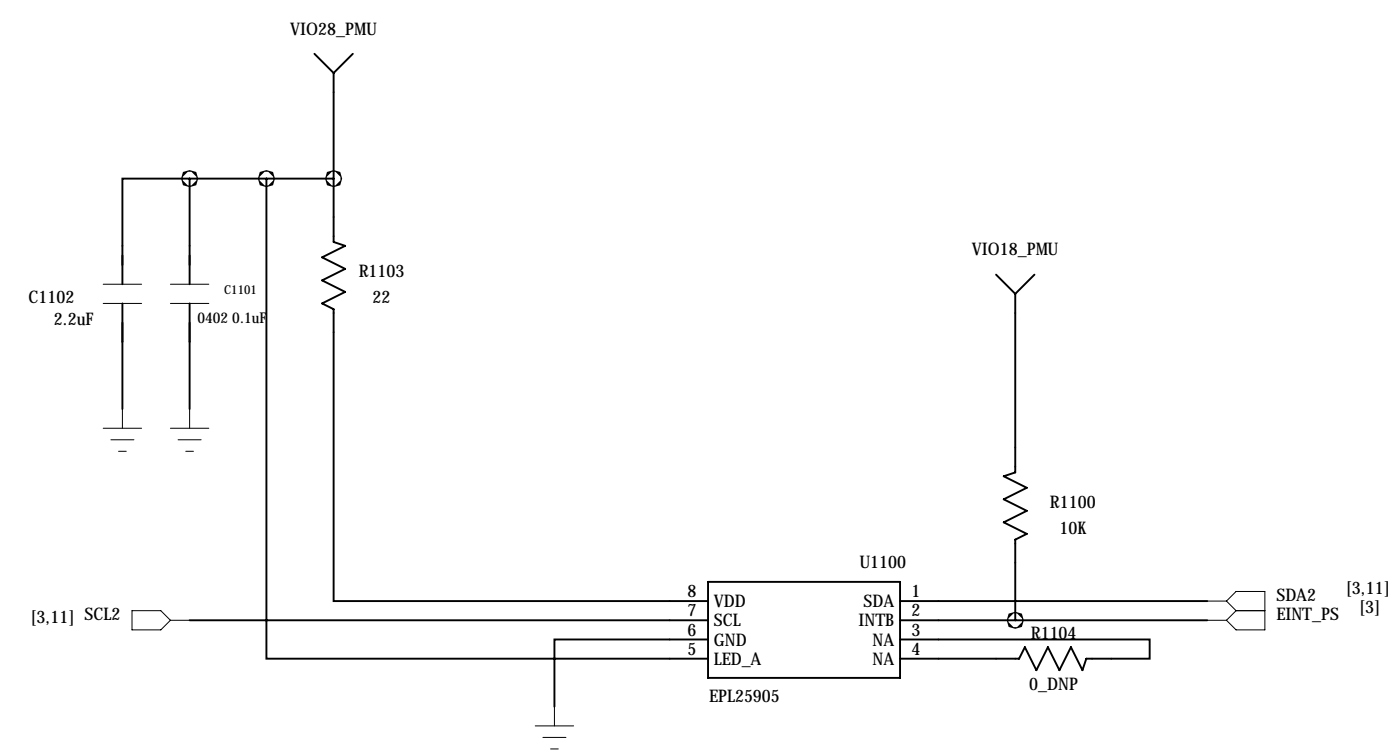 VIO28_PMU
VIO18_PMU
R1103
22
C1102
2.2uF
C1101
0402 0.1uF
R1100
10K
U1100
[3,11] SCL2
8 VDD
7 SCL
6 GND
5 LED_A
SDA 1
INTB 2
NA 3
NA 4
EPL25905
SDA2 [3,11]
EINT_PS [3]
R1104
0_DNP